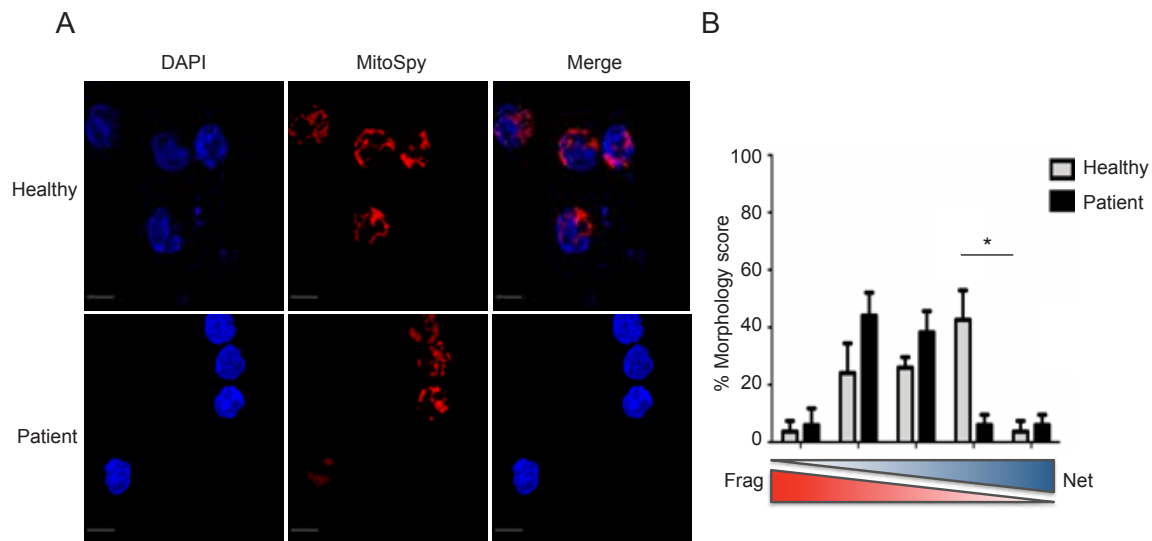 A
DAPI
MitoSpy
Merge
Healthy
Patient
B
% Morphology score
100
80
60
40
20
0
*
Healthy
Patient
Frag
Net